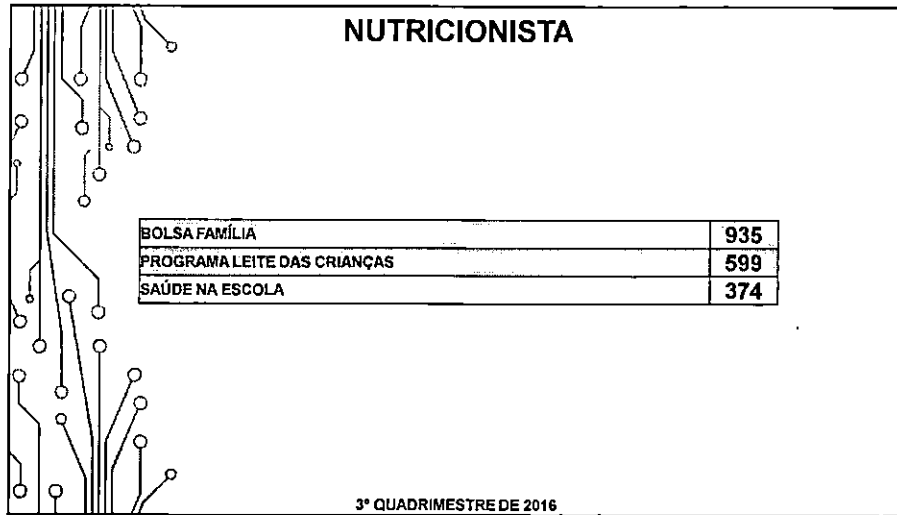 NUTRICIONISTA
BOLSA FAMÍLIA 935
PROGRAMA LEITE DAS CRIANÇAS 599
SAÚDE NA ESCOLA 374
3º QUADRIMESTRE DE 2016